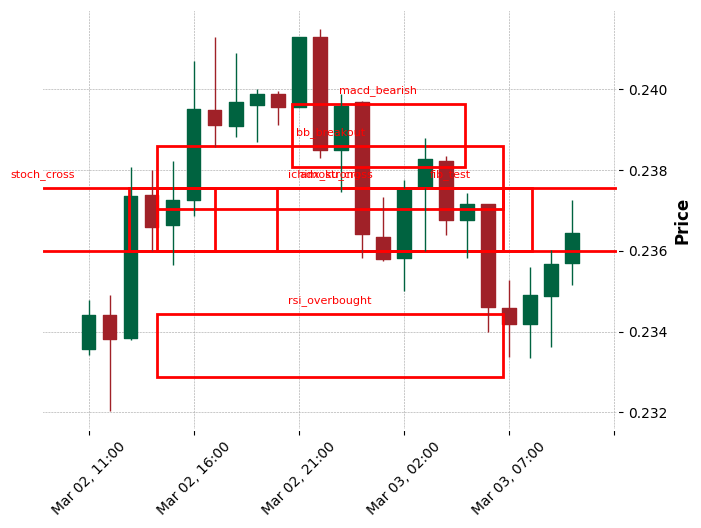 macd_bearish
0.240
stoch_cross
0.238
rsi_overbought
0.236
Price
0.234
0.232
Mar 02, 11:00
Mar 02, 16:00
Mar 02, 21:00
Mar 03, 02:00
Mar 03, 07:00